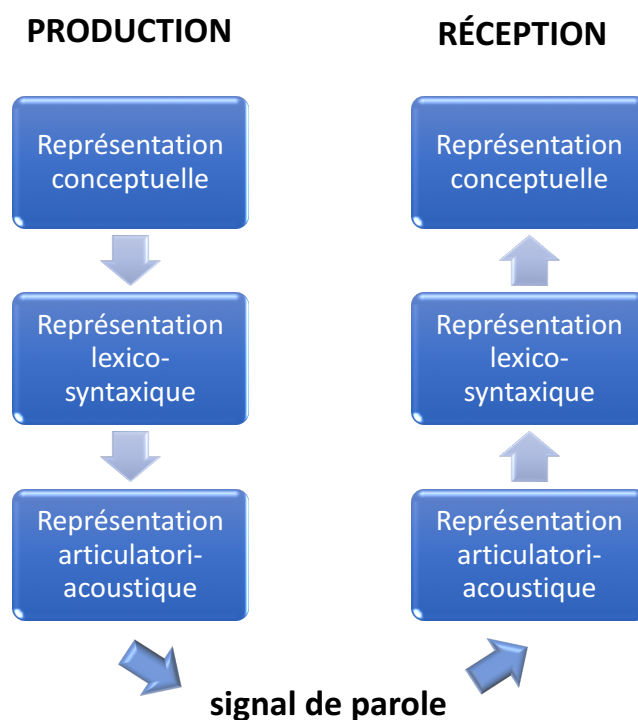 PRODUCTION
Représentation
conceptuelle
Représentation
lexico-
syntaxique
Représentation
articulatori-
acoustique
RÉCEPTION
Représentation
conceptuelle
Représentation
lexico-
syntaxique
Représentation
articulatori-
acoustique
signal de parole